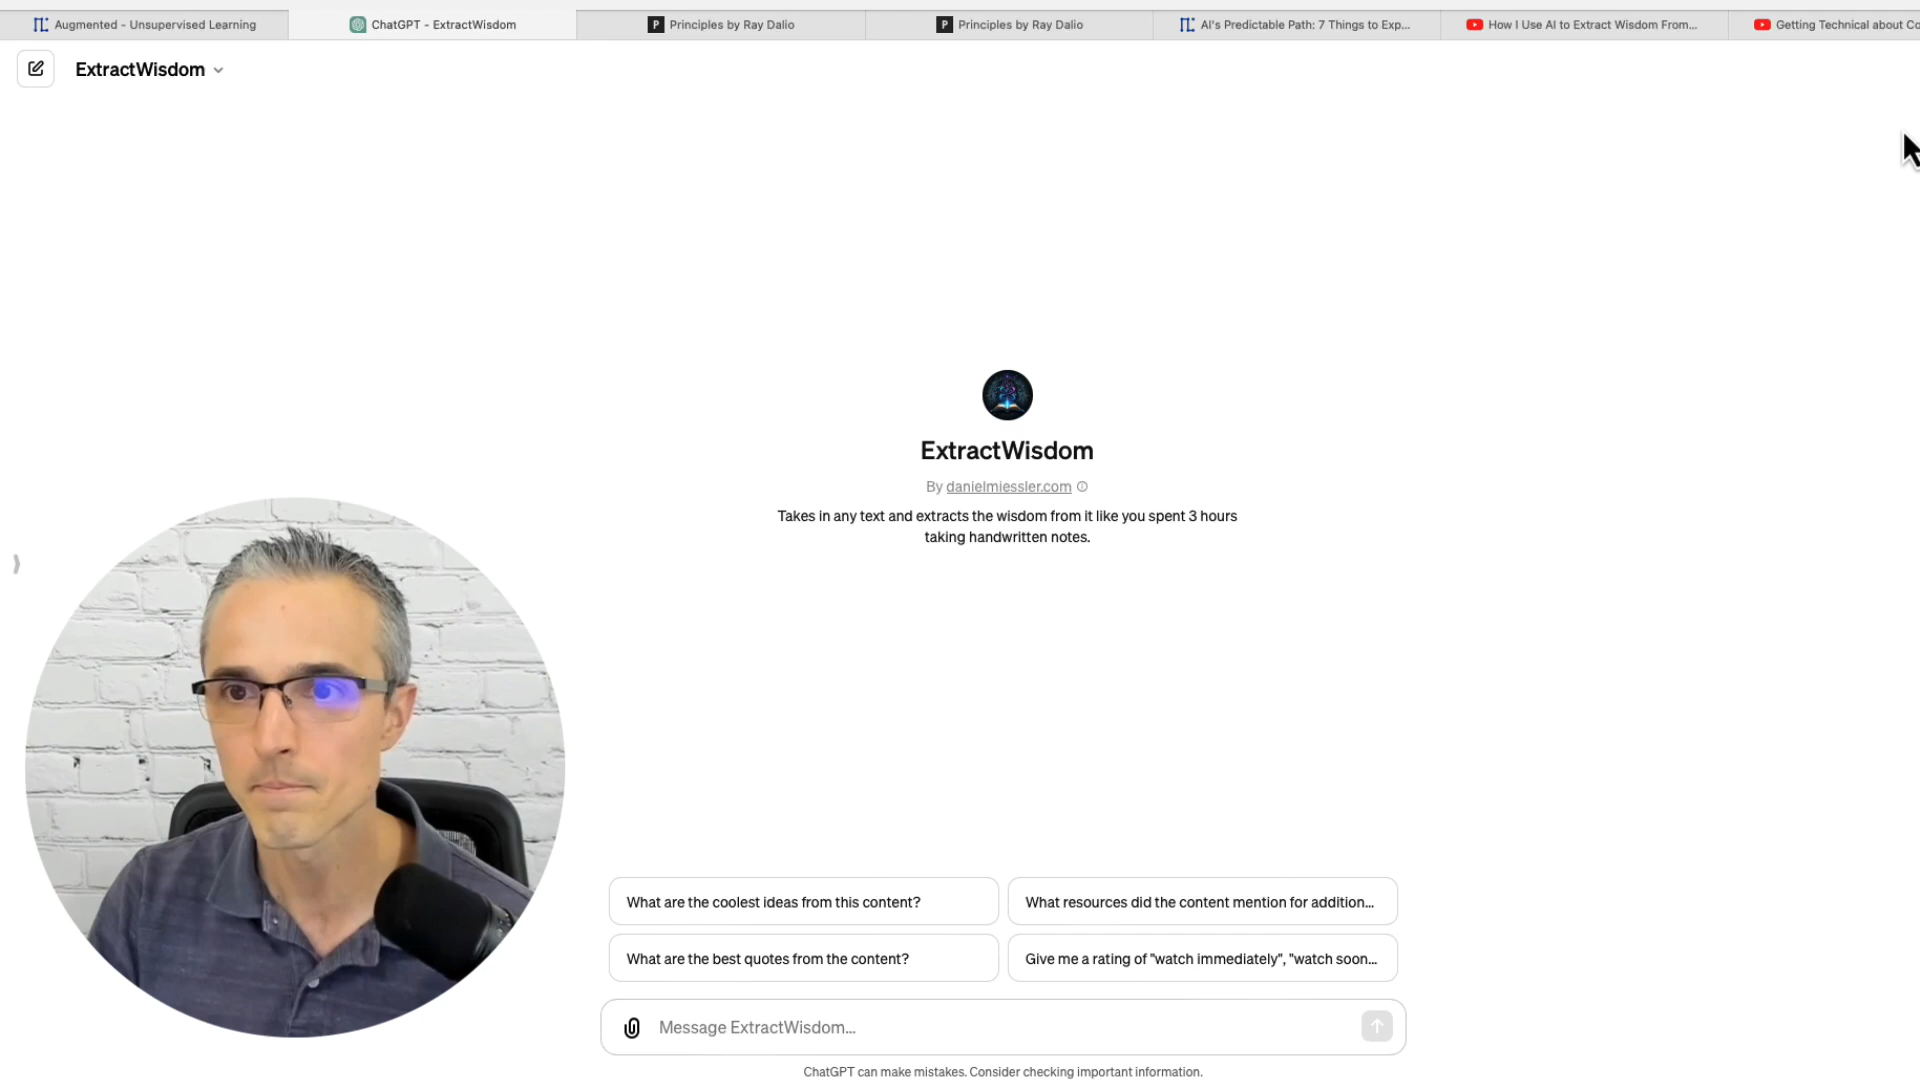 Augmented - Unsupervised Learning
ChatGPT - ExtractWisdom
P Principles by Ray Dalio
P Principles by Ray Dalio
AI's Predictable Path: 7 Things to Exp...
How I Use AI to Extract Wisdom From...
Getting Technical about Co
ExtractWisdom
ExtractWisdom
By danielmiessler.com
Takes in any text and extracts the wisdom from it like you spent 3 hours
taking handwritten notes.
What are the coolest ideas from this content?
What resources did the content mention for addition...
What are the best quotes from the content?
Give me a rating of "watch immediately", "watch soon...
Message ExtractWisdom...
ChatGPT can make mistakes. Consider checking important information.